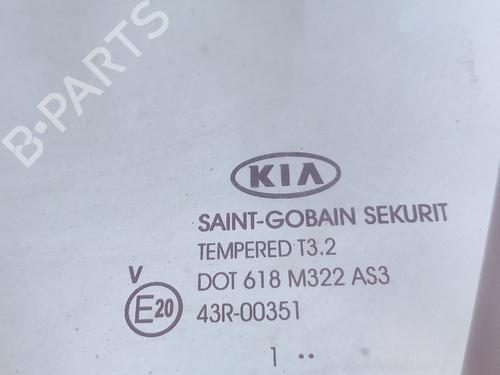 B-PARTS
KIA
SAINT-GOBAIN SEKURIT
TEMPERED T3.2
V
DOT 618 M322 AS3
E20
43R-00351
1 ••